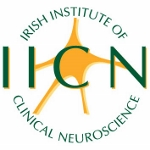 IRISH INSTITUTE OF
IICN
CLINICAL NEUROSCIENCE